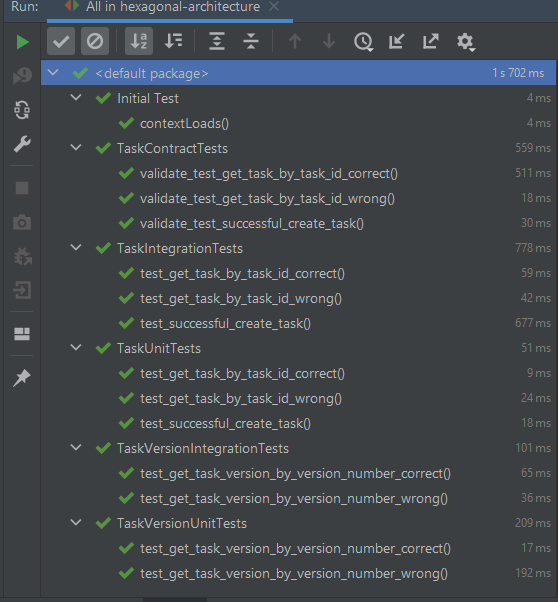 Run: All in hexagonal-architecture
<default package> 1 s 702 ms
Initial Test 4 ms
contextLoads() 4 ms
TaskContractTests 559 ms
validate_test_get_task_by_task_id_correct() 511 ms
validate_test_get_task_by_task_id_wrong() 18 ms
validate_test_successful_create_task() 30 ms
TaskIntegrationTests 778 ms
test_get_task_by_task_id_correct() 59 ms
test_get_task_by_task_id_wrong() 42 ms
test_successful_create_task() 677 ms
TaskUnitTests 51 ms
test_get_task_by_task_id_correct() 9 ms
test_get_task_by_task_id_wrong() 24 ms
test_successful_create_task() 18 ms
TaskVersionIntegrationTests 101 ms
test_get_task_version_by_version_number_correct() 65 ms
test_get_task_version_by_version_number_wrong() 36 ms
TaskVersionUnitTests 209 ms
test_get_task_version_by_version_number_correct() 17 ms
test_get_task_version_by_version_number_wrong() 192 ms